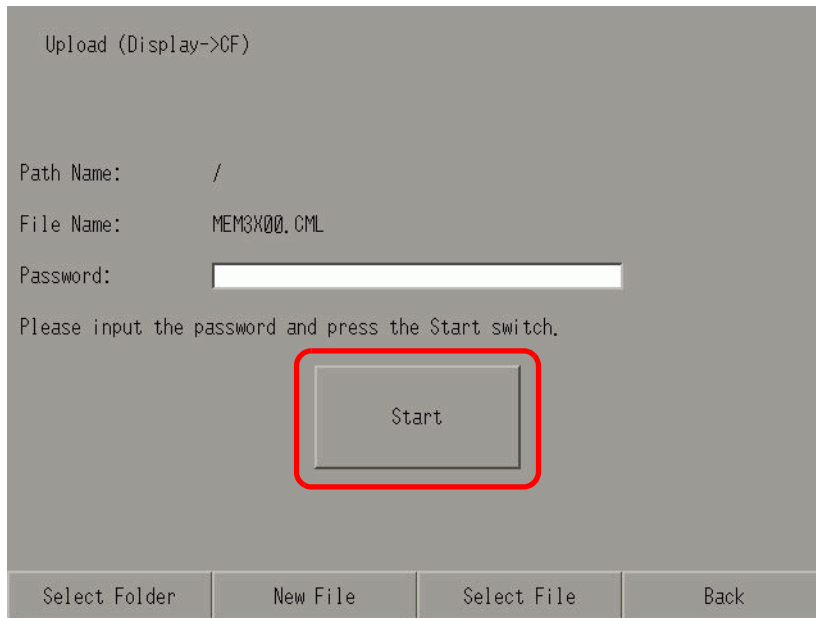 Upload (Display->CF)
Path Name: /
File Name: MEM3X00.CML
Password:
Please input the password and press the Start switch.
Start
Select Folder New File Select File Back